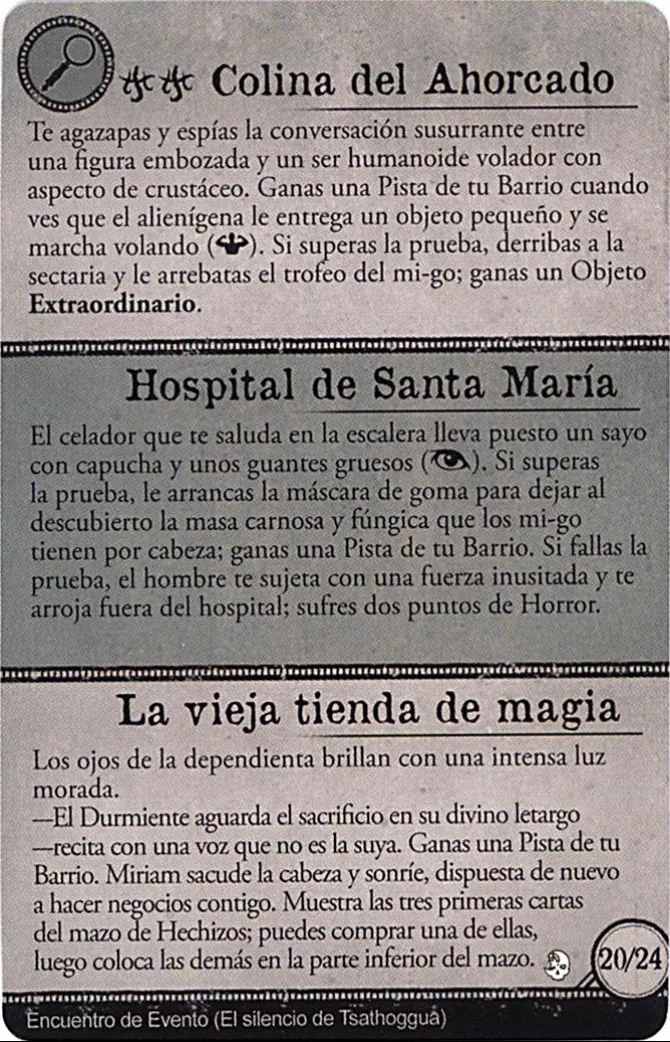 Colina del Ahorcado
Te agazapas y espías la conversación susurrante entre
una figura embozada y un ser humanoide volador con
aspecto de crustáceo. Ganas una Pista de tu Barrio cuando
ves que el alienígena le entrega un objeto pequeño y se
marcha volando ( ). Si superas la prueba, derribas a la
sectaria y le arrebatas el trofeo del mi-go; ganas un Objeto
Extraordinario.
Hospital de Santa María
El celador que te saluda en la escalera lleva puesto un sayo
con capucha y unos guantes gruesos ( ). Si superas
la prueba, le arrancas la máscara de goma para dejar al
descubierto la masa carnosa y fúngica que los mi-go
tienen por cabeza; ganas una Pista de tu Barrio. Si fallas la
prueba, el hombre te sujeta con una fuerza inusitada y te
arroja fuera del hospital; sufres dos puntos de Horror.
La vieja tienda de magia
Los ojos de la dependienta brillan con una intensa luz
morada.
—El Durmiente aguarda el sacrificio en su divino letargo
—recita con una voz que no es la suya. Ganas una Pista de tu
Barrio. Miriam sacude la cabeza y sonríe, dispuesta de nuevo
a hacer negocios contigo. Muestra las tres primeras cartas
del mazo de Hechizos; puedes comprar una de ellas,
luego coloca las demás en la parte inferior del mazo.
20/24
Encuentro de Evento (El silencio de Tsathogguâ)